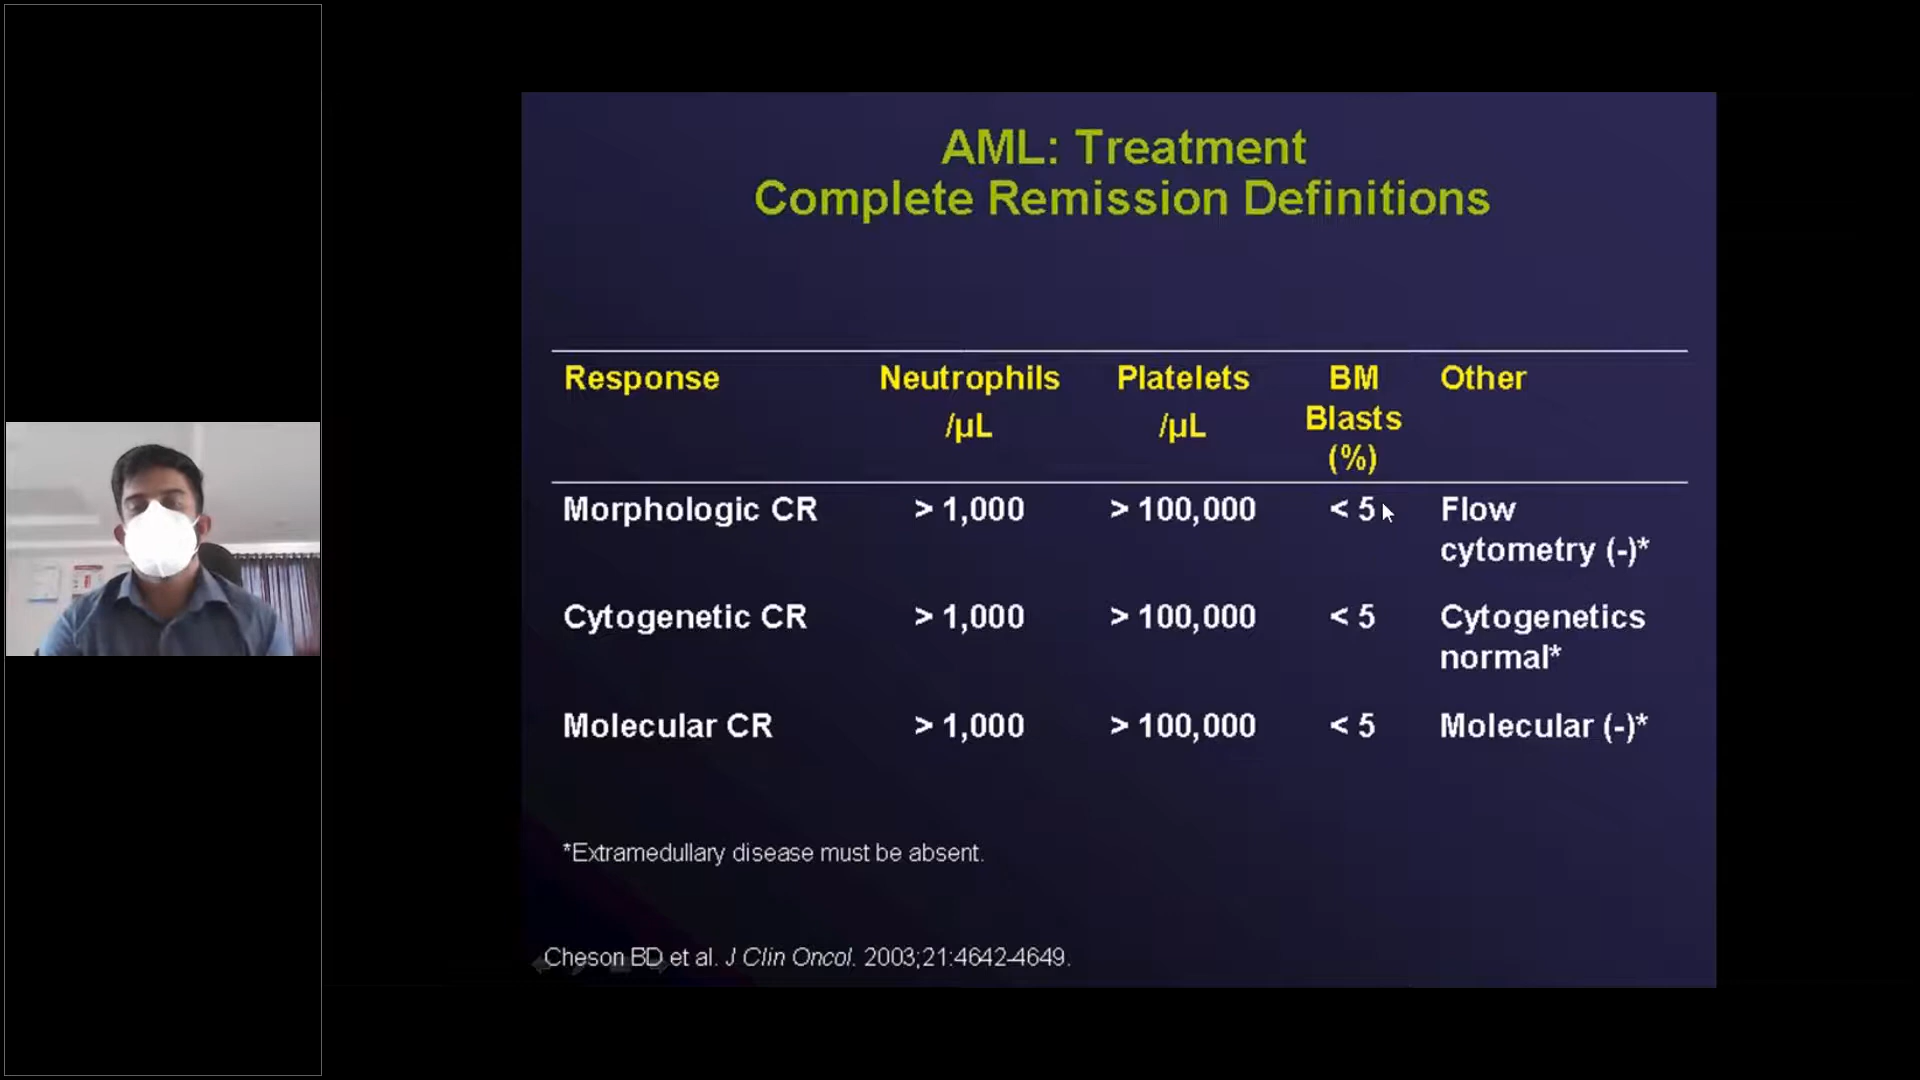 AML: Treatment
Complete Remission Definitions
Response Neutrophils /µL Platelets /µL BM Blasts (%) Other
Morphologic CR > 1,000 > 100,000 < 5 Flow cytometry (-)*
Cytogenetic CR > 1,000 > 100,000 < 5 Cytogenetics normal*
Molecular CR > 1,000 > 100,000 < 5 Molecular (-)*
*Extramedullary disease must be absent.
Cheson BD et al. J Clin Oncol. 2003;21:4642-4649.